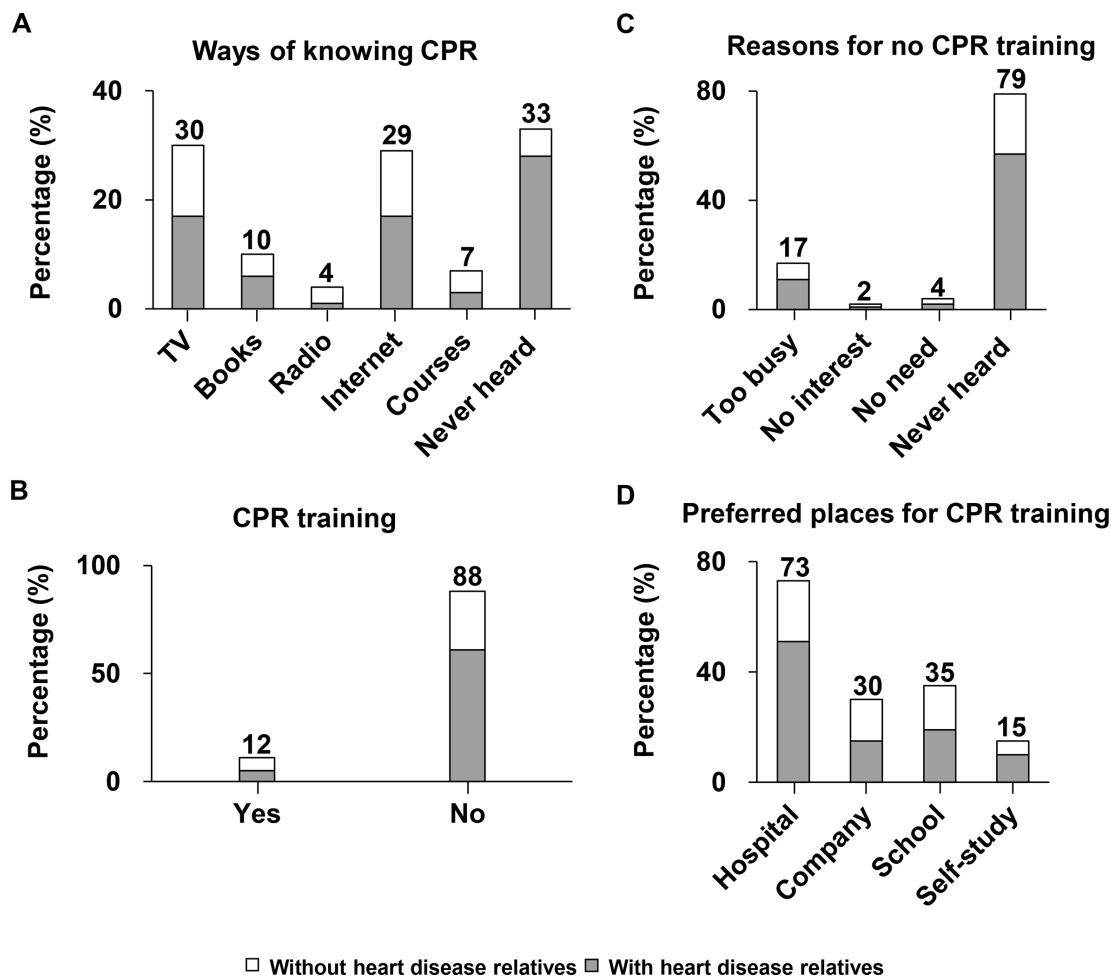 A
Ways of knowing CPR
Percentage (%)
40
20
0
30
10
4
29
7
33
TV
Books
Radio
Internet
Courses
Never heard
B
CPR training
Percentage (%)
100
50
0
12
88
Yes
No
C
Reasons for no CPR training
Percentage (%)
80
40
0
17
2
4
79
Too busy
No interest
No need
Never heard
D
Preferred places for CPR training
Percentage (%)
80
40
0
73
30
35
15
Hospital
Company
School
Self-study
Without heart disease relatives With heart disease relatives